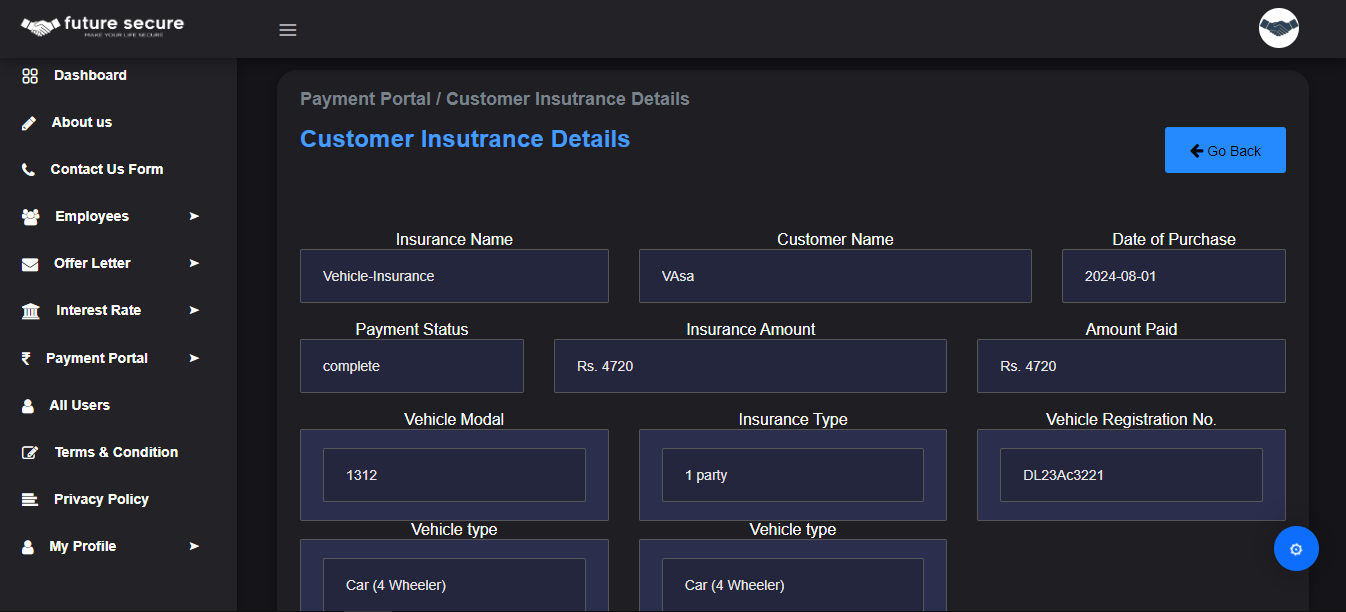 future secure
MAKE YOUR LIFE SECURE
Dashboard
About us
Contact Us Form
Employees
Offer Letter
Interest Rate
₹ Payment Portal
All Users
Terms & Condition
Privacy Policy
My Profile
Payment Portal / Customer Insutrance Details
Customer Insutrance Details
Go Back
Insurance Name Customer Name Date of Purchase
Vehicle-Insurance VAsa 2024-08-01
Payment Status Insurance Amount Amount Paid
complete Rs. 4720 Rs. 4720
Vehicle Modal Insurance Type Vehicle Registration No.
1312 1 party DL23Ac3221
Vehicle type Vehicle type
Car (4 Wheeler) Car (4 Wheeler)